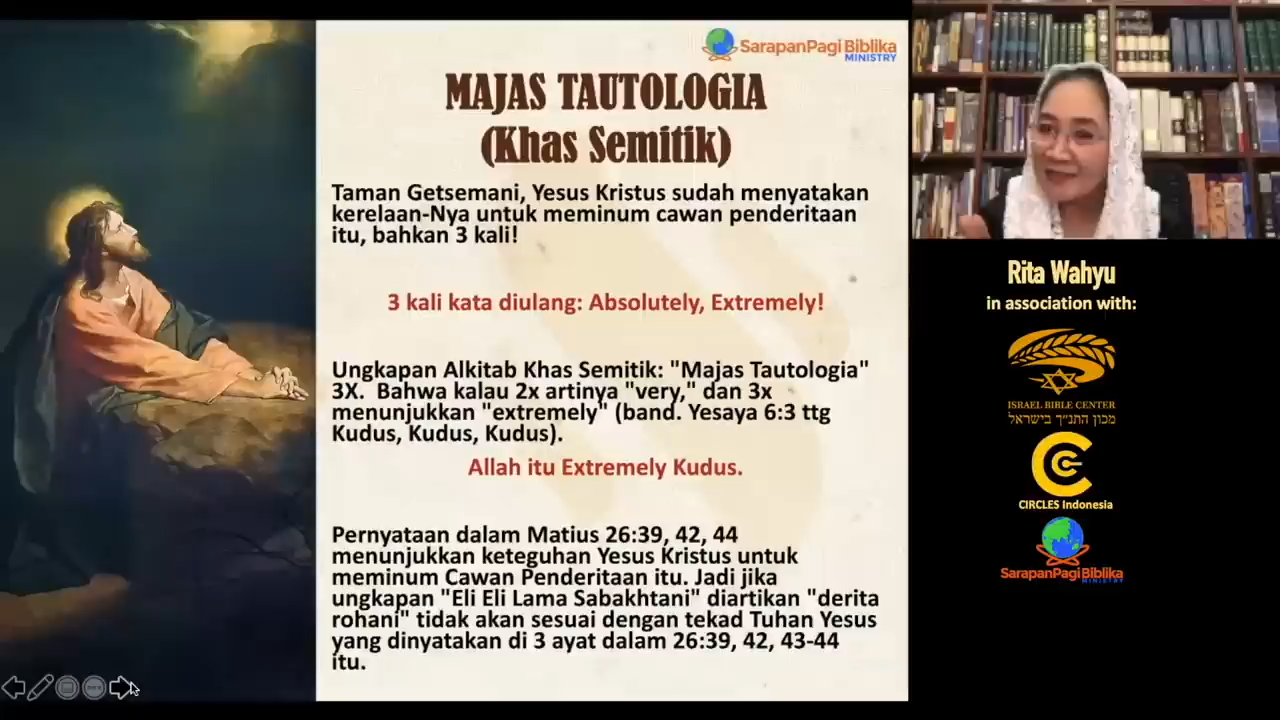 SarapanPagi Biblika
MINISTRY
MAJAS TAUTOLOGIA
(Khas Semitik)
Taman Getsemani, Yesus Kristus sudah menyatakan
kerelaan-Nya untuk meminum cawan penderitaan
itu, bahkan 3 kali!
3 kali kata diulang: Absolutely, Extremely!
Ungkapan Alkitab Khas Semitik: "Majas Tautologia"
3X. Bahwa kalau 2x artinya "very," dan 3x
menunjukkan "extremely" (band. Yesaya 6:3 ttg
Kudus, Kudus, Kudus).
Allah itu Extremely Kudus.
Pernyataan dalam Matius 26:39, 42, 44
menunjukkan keteguhan Yesus Kristus untuk
meminum Cawan Penderitaan itu. Jadi jika
ungkapan "Eli Eli Lama Sabakhtani" diartikan "derita
rohani" tidak akan sesuai dengan tekad Tuhan Yesus
yang dinyatakan di 3 ayat dalam 26:39, 42, 43-44
itu.
Rita Wahyu
in association with:
ISRAEL BIBLE CENTER
מכון התנ"ך בישראל
CIRCLES Indonesia
SarapanPagi Biblika
MINISTRY